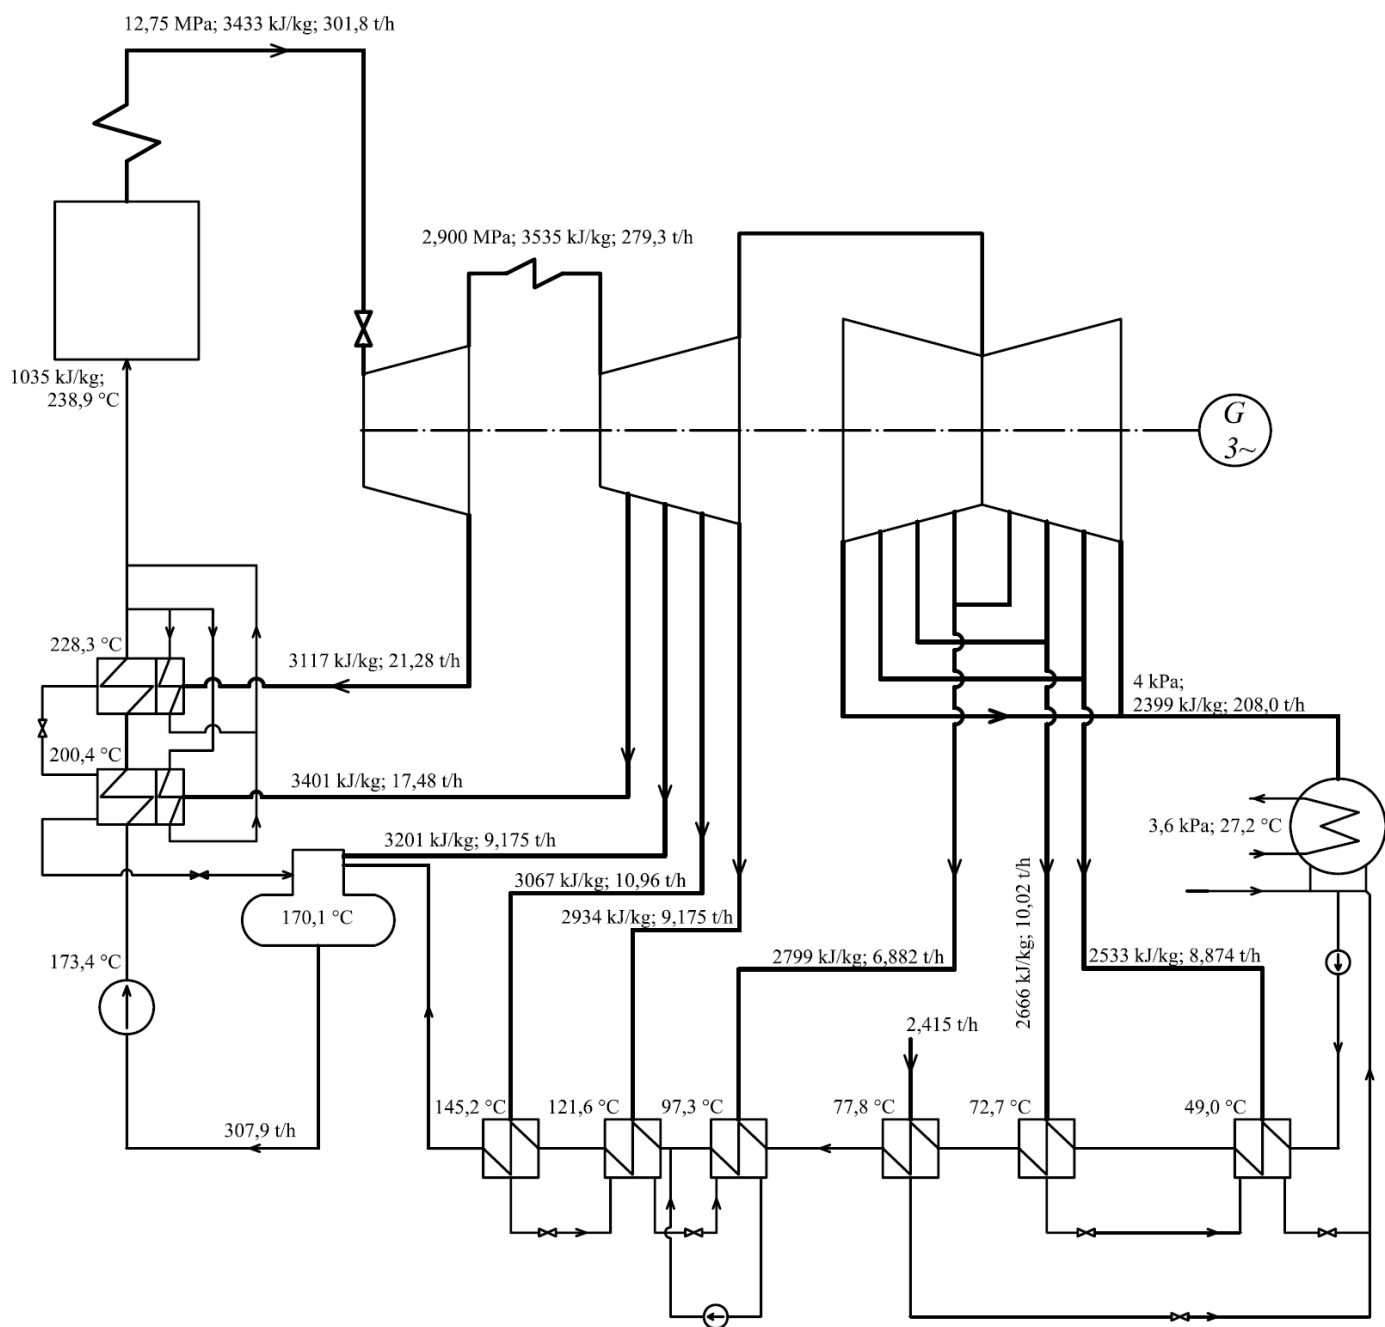 12,75 MPa; 3433 kJ/kg; 301,8 t/h
2,900 MPa; 3535 kJ/kg; 279,3 t/h
1035 kJ/kg;
238,9 °C
G
3~
228,3 °C
3117 kJ/kg; 21,28 t/h
4 kPa;
2399 kJ/kg; 208,0 t/h
200,4 °C
3401 kJ/kg; 17,48 t/h
3,6 kPa; 27,2 °C
3201 kJ/kg; 9,175 t/h
3067 kJ/kg; 10,96 t/h
170,1 °C
2934 kJ/kg; 9,175 t/h
173,4 °C
2799 kJ/kg; 6,882 t/h
2666 kJ/kg; 10,02 t/h
2533 kJ/kg; 8,874 t/h
2,415 t/h
145,2 °C
121,6 °C
97,3 °C
77,8 °C
72,7 °C
49,0 °C
307,9 t/h